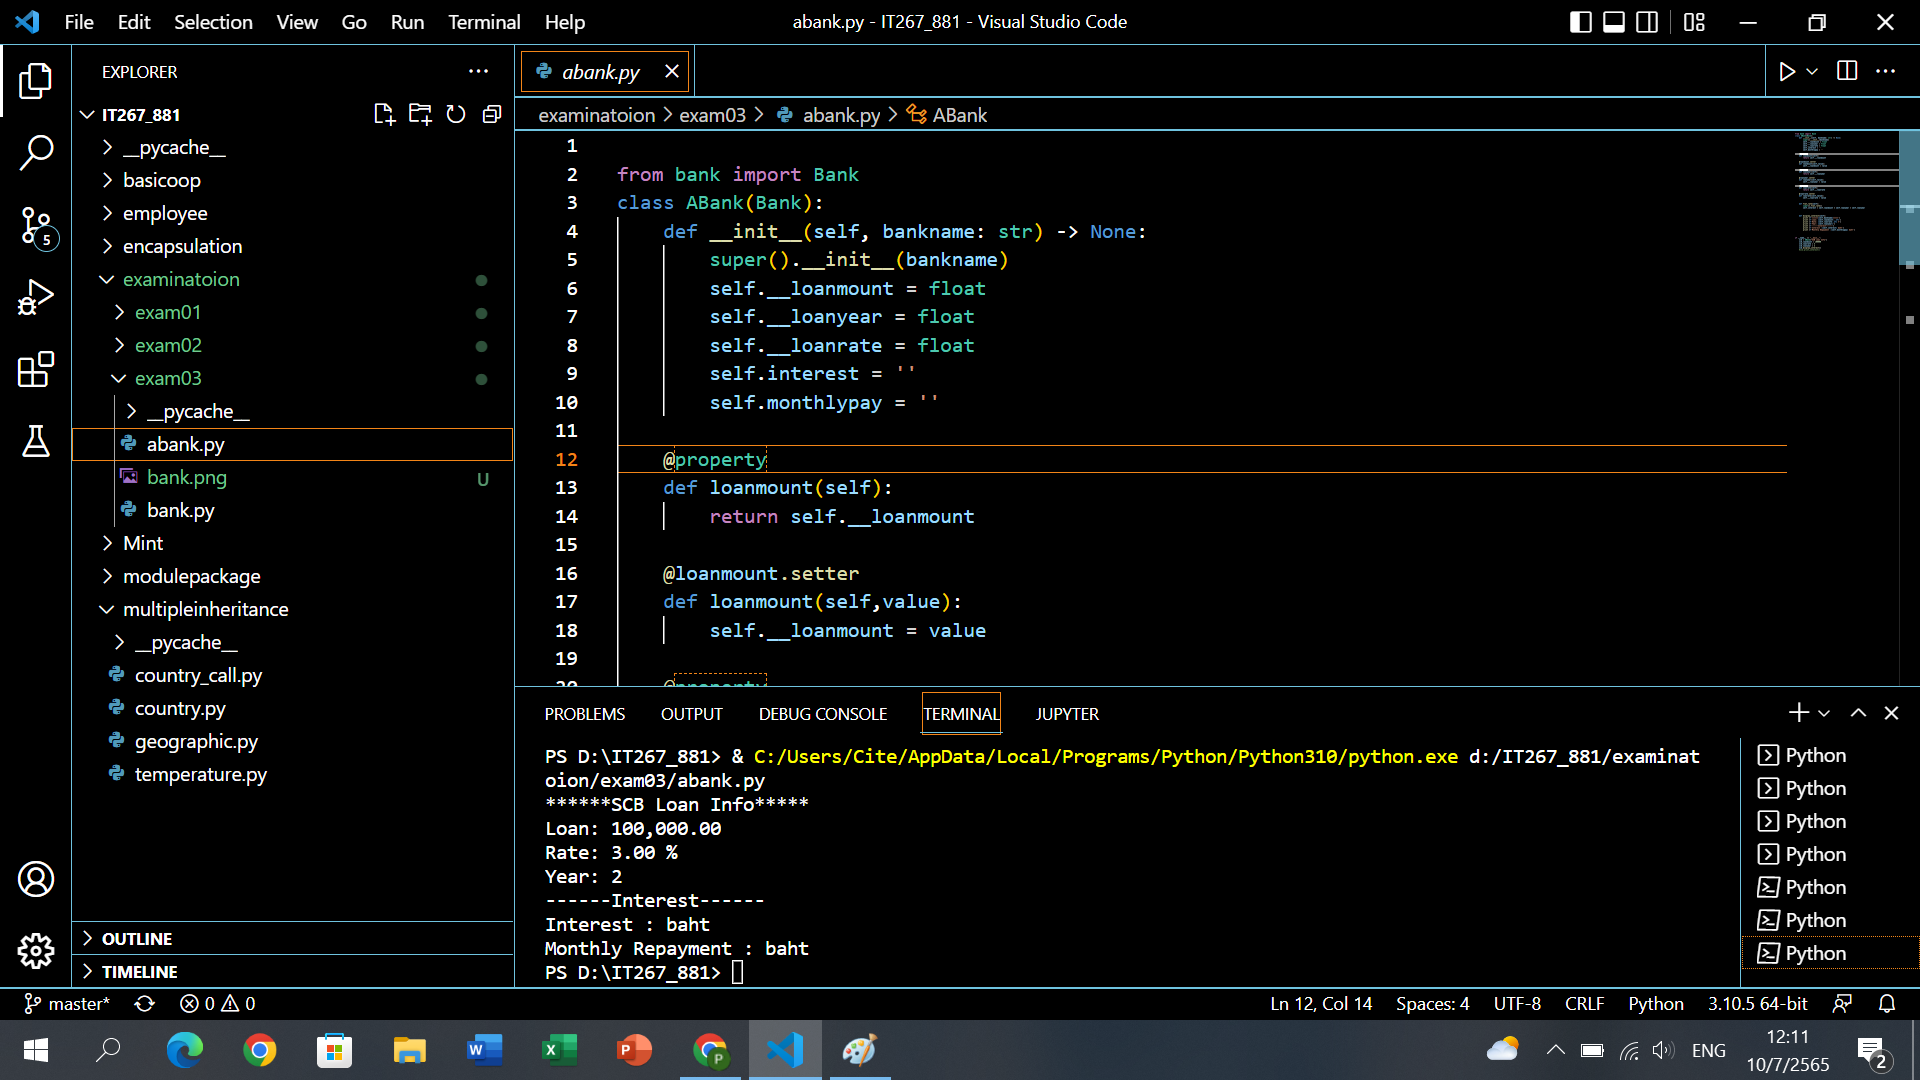 File Edit Selection View Go Run Terminal Help
abank.py - IT267_881 - Visual Studio Code
EXPLORER
IT267_881
__pycache__
basicoop
employee
encapsulation
examinatoion
exam01
exam02
exam03
__pycache__
abank.py
bank.png U
bank.py
Mint
modulepackage
multipleinheritance
__pycache__
country_call.py
country.py
geographic.py
temperature.py
OUTLINE
TIMELINE
5
abank.py
examinatoion > exam03 > abank.py > ABank
1
2 from bank import Bank
3 class ABank(Bank):
4 def __init__(self, bankname: str) -> None:
5 super().__init__(bankname)
6 self.__loanmount = float
7 self.__loanyear = float
8 self.__loanrate = float
9 self.interest = ''
10 self.monthlypay = ''
11
12 @property
13 def loanmount(self):
14 return self.__loanmount
15
16 @loanmount.setter
17 def loanmount(self,value):
18 self.__loanmount = value
19
20 @property
PROBLEMS OUTPUT DEBUG CONSOLE TERMINAL JUPYTER
PS D:\IT267_881> & C:/Users/Cite/AppData/Local/Programs/Python/Python310/python.exe d:/IT267_881/examinat
oion/exam03/abank.py
******SCB Loan Info*****
Loan: 100,000.00
Rate: 3.00 %
Year: 2
------Interest------
Interest : baht
Monthly Repayment : baht
PS D:\IT267_881>
Python
Python
Python
Python
Python
Python
Python
master* 0 0 Ln 12, Col 14 Spaces: 4 UTF-8 CRLF Python 3.10.5 64-bit
ENG 12:11
10/7/2565
2